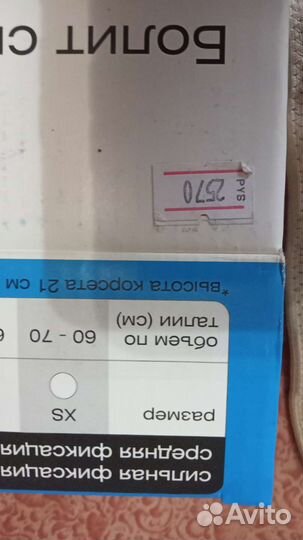 сильная фиксация
средняя фиксация
размер XS
объем по талии (см) 60 - 70
*высота корсета 21 см
РУБ
2570
Болит сп
Avito